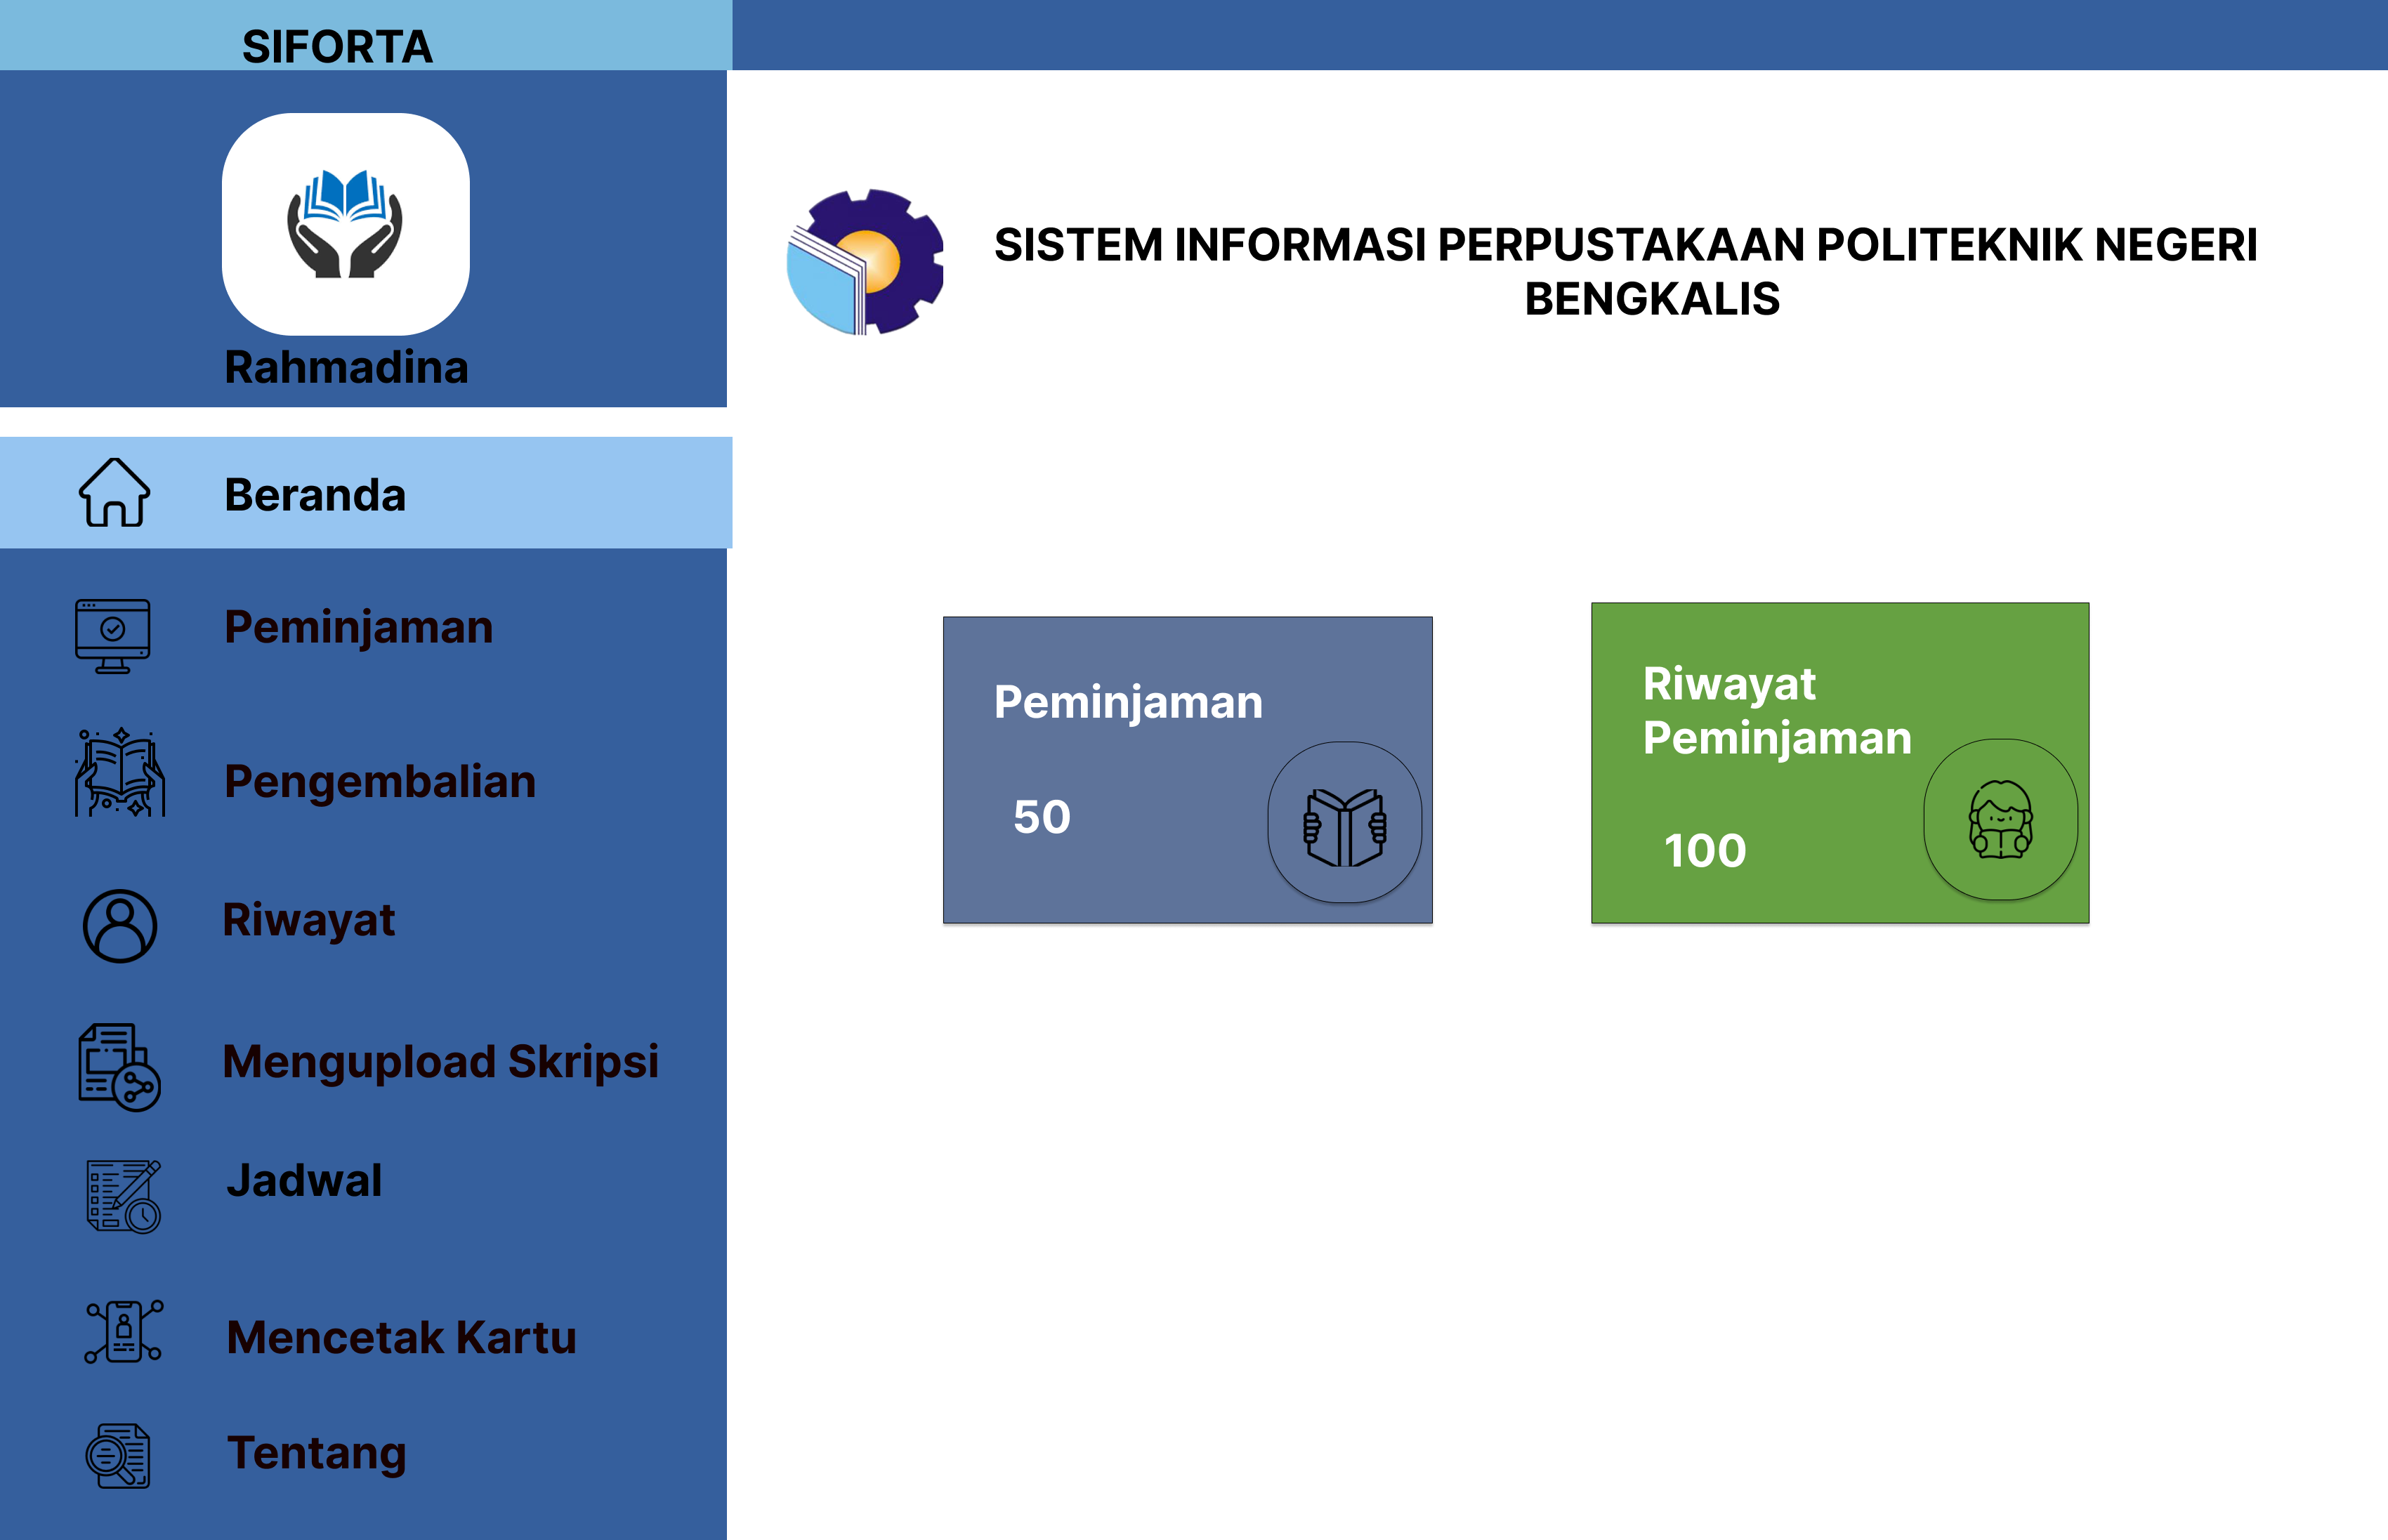 SIFORTA
Rahmadina
Beranda
Peminjaman
Pengembalian
Riwayat
Mengupload Skripsi
Jadwal
Mencetak Kartu
Tentang
SISTEM INFORMASI PERPUSTAKAAN POLITEKNIK NEGERI
BENGKALIS
Peminjaman
50
Riwayat
Peminjaman
100